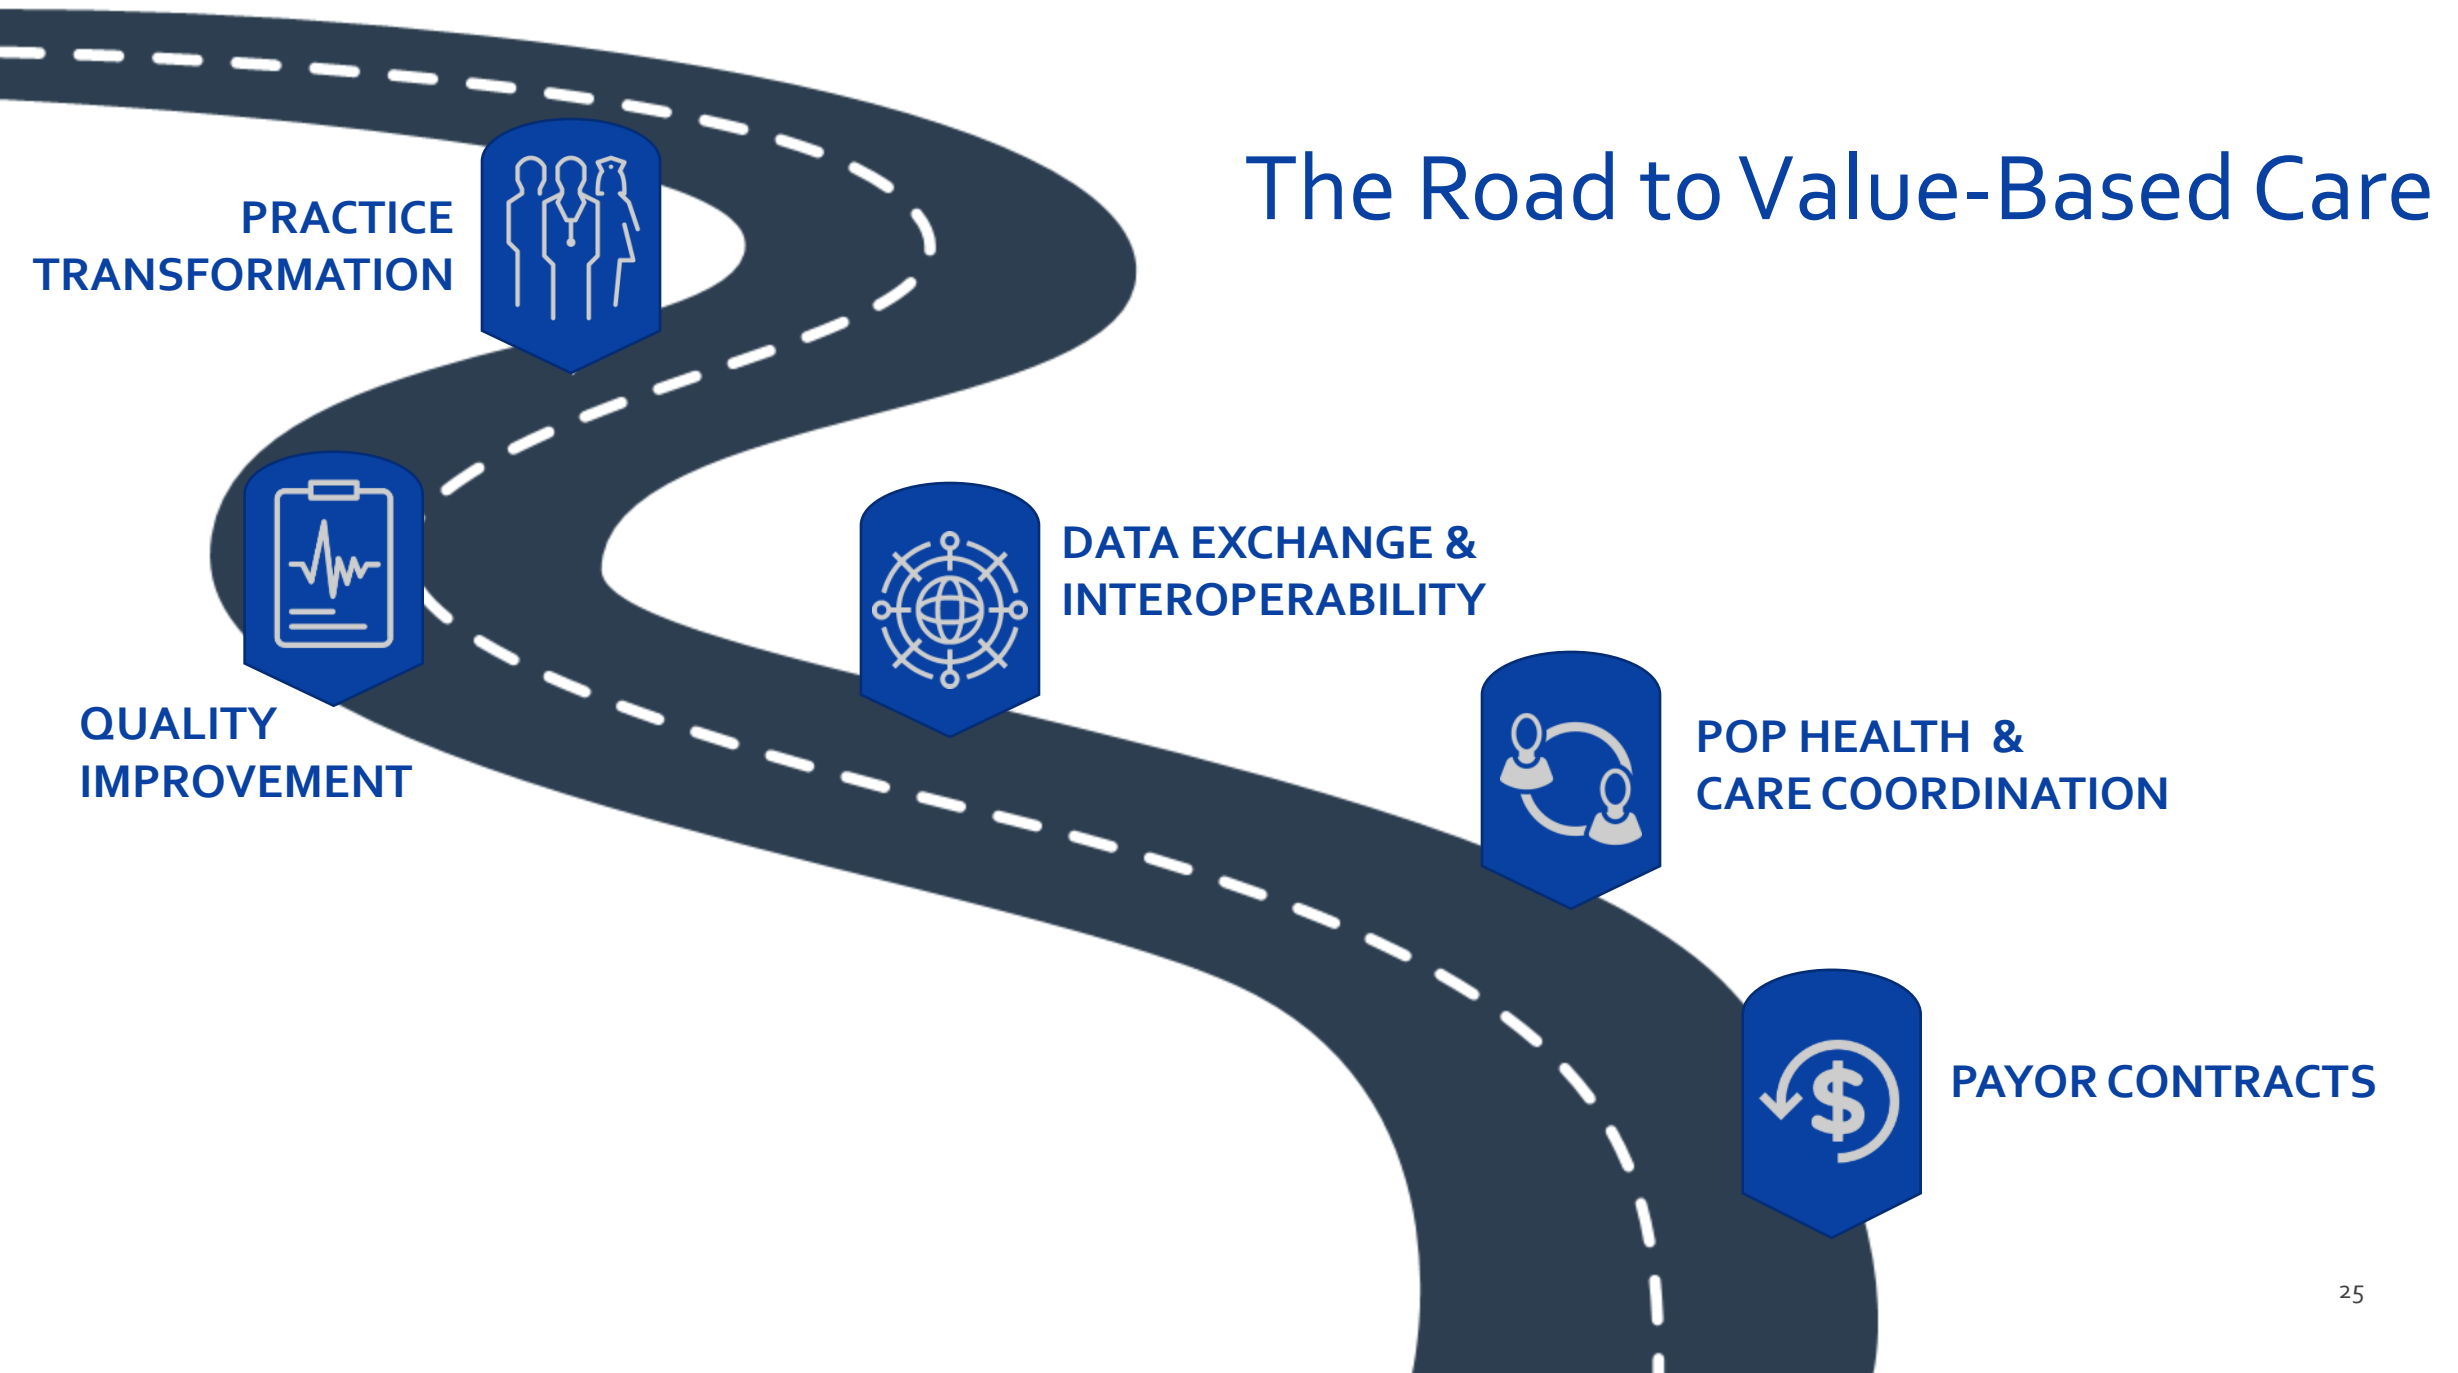 The Road to Value-Based Care
PRACTICE
TRANSFORMATION
QUALITY
IMPROVEMENT
DATA EXCHANGE &
INTEROPERABILITY
POP HEALTH &
CARE COORDINATION
$
PAYOR CONTRACTS
25